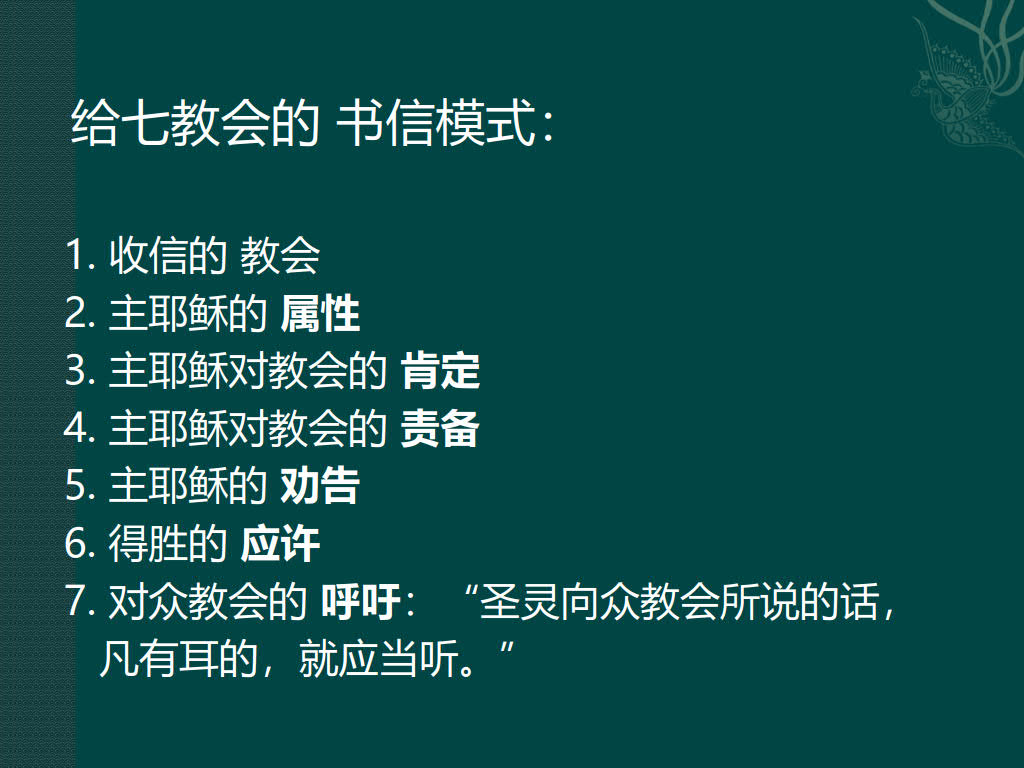 给七教会的 书信模式：
1. 收信的 教会
2. 主耶稣的 属性
3. 主耶稣对教会的 肯定
4. 主耶稣对教会的 责备
5. 主耶稣的 劝告
6. 得胜的 应许
7. 对众教会的 呼吁：“圣灵向众教会所说的话，
凡有耳的，就应当听。”